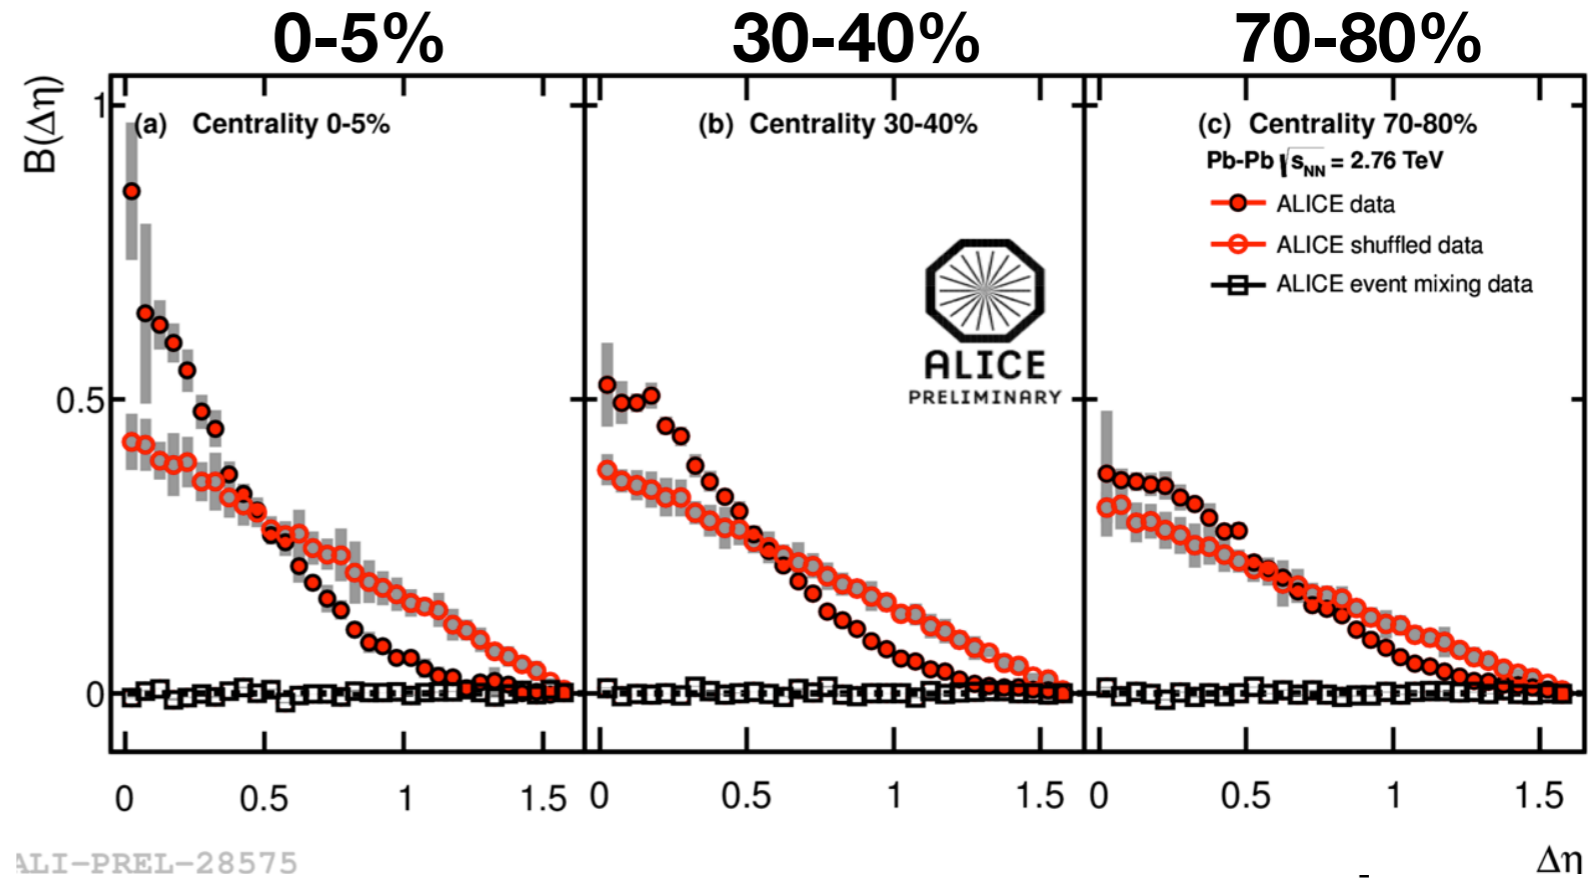 0-5% 30-40% 70-80%
B(Δη)
1
0.5
0
(a) Centrality 0-5%
(b) Centrality 30-40%
(c) Centrality 70-80%
Pb-Pb √sNN = 2.76 TeV
ALICE data
ALICE shuffled data
ALICE event mixing data
ALICE
PRELIMINARY
0 0.5 1 1.5 0 0.5 1 1.5 0 0.5 1 1.5
ALI-PREL-28575
Δη